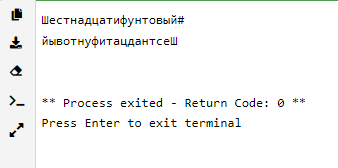 Шестнадцатифунтовый#
йывотнуфитацдантсеШ
** Process exited - Return Code: 0 **
Press Enter to exit terminal